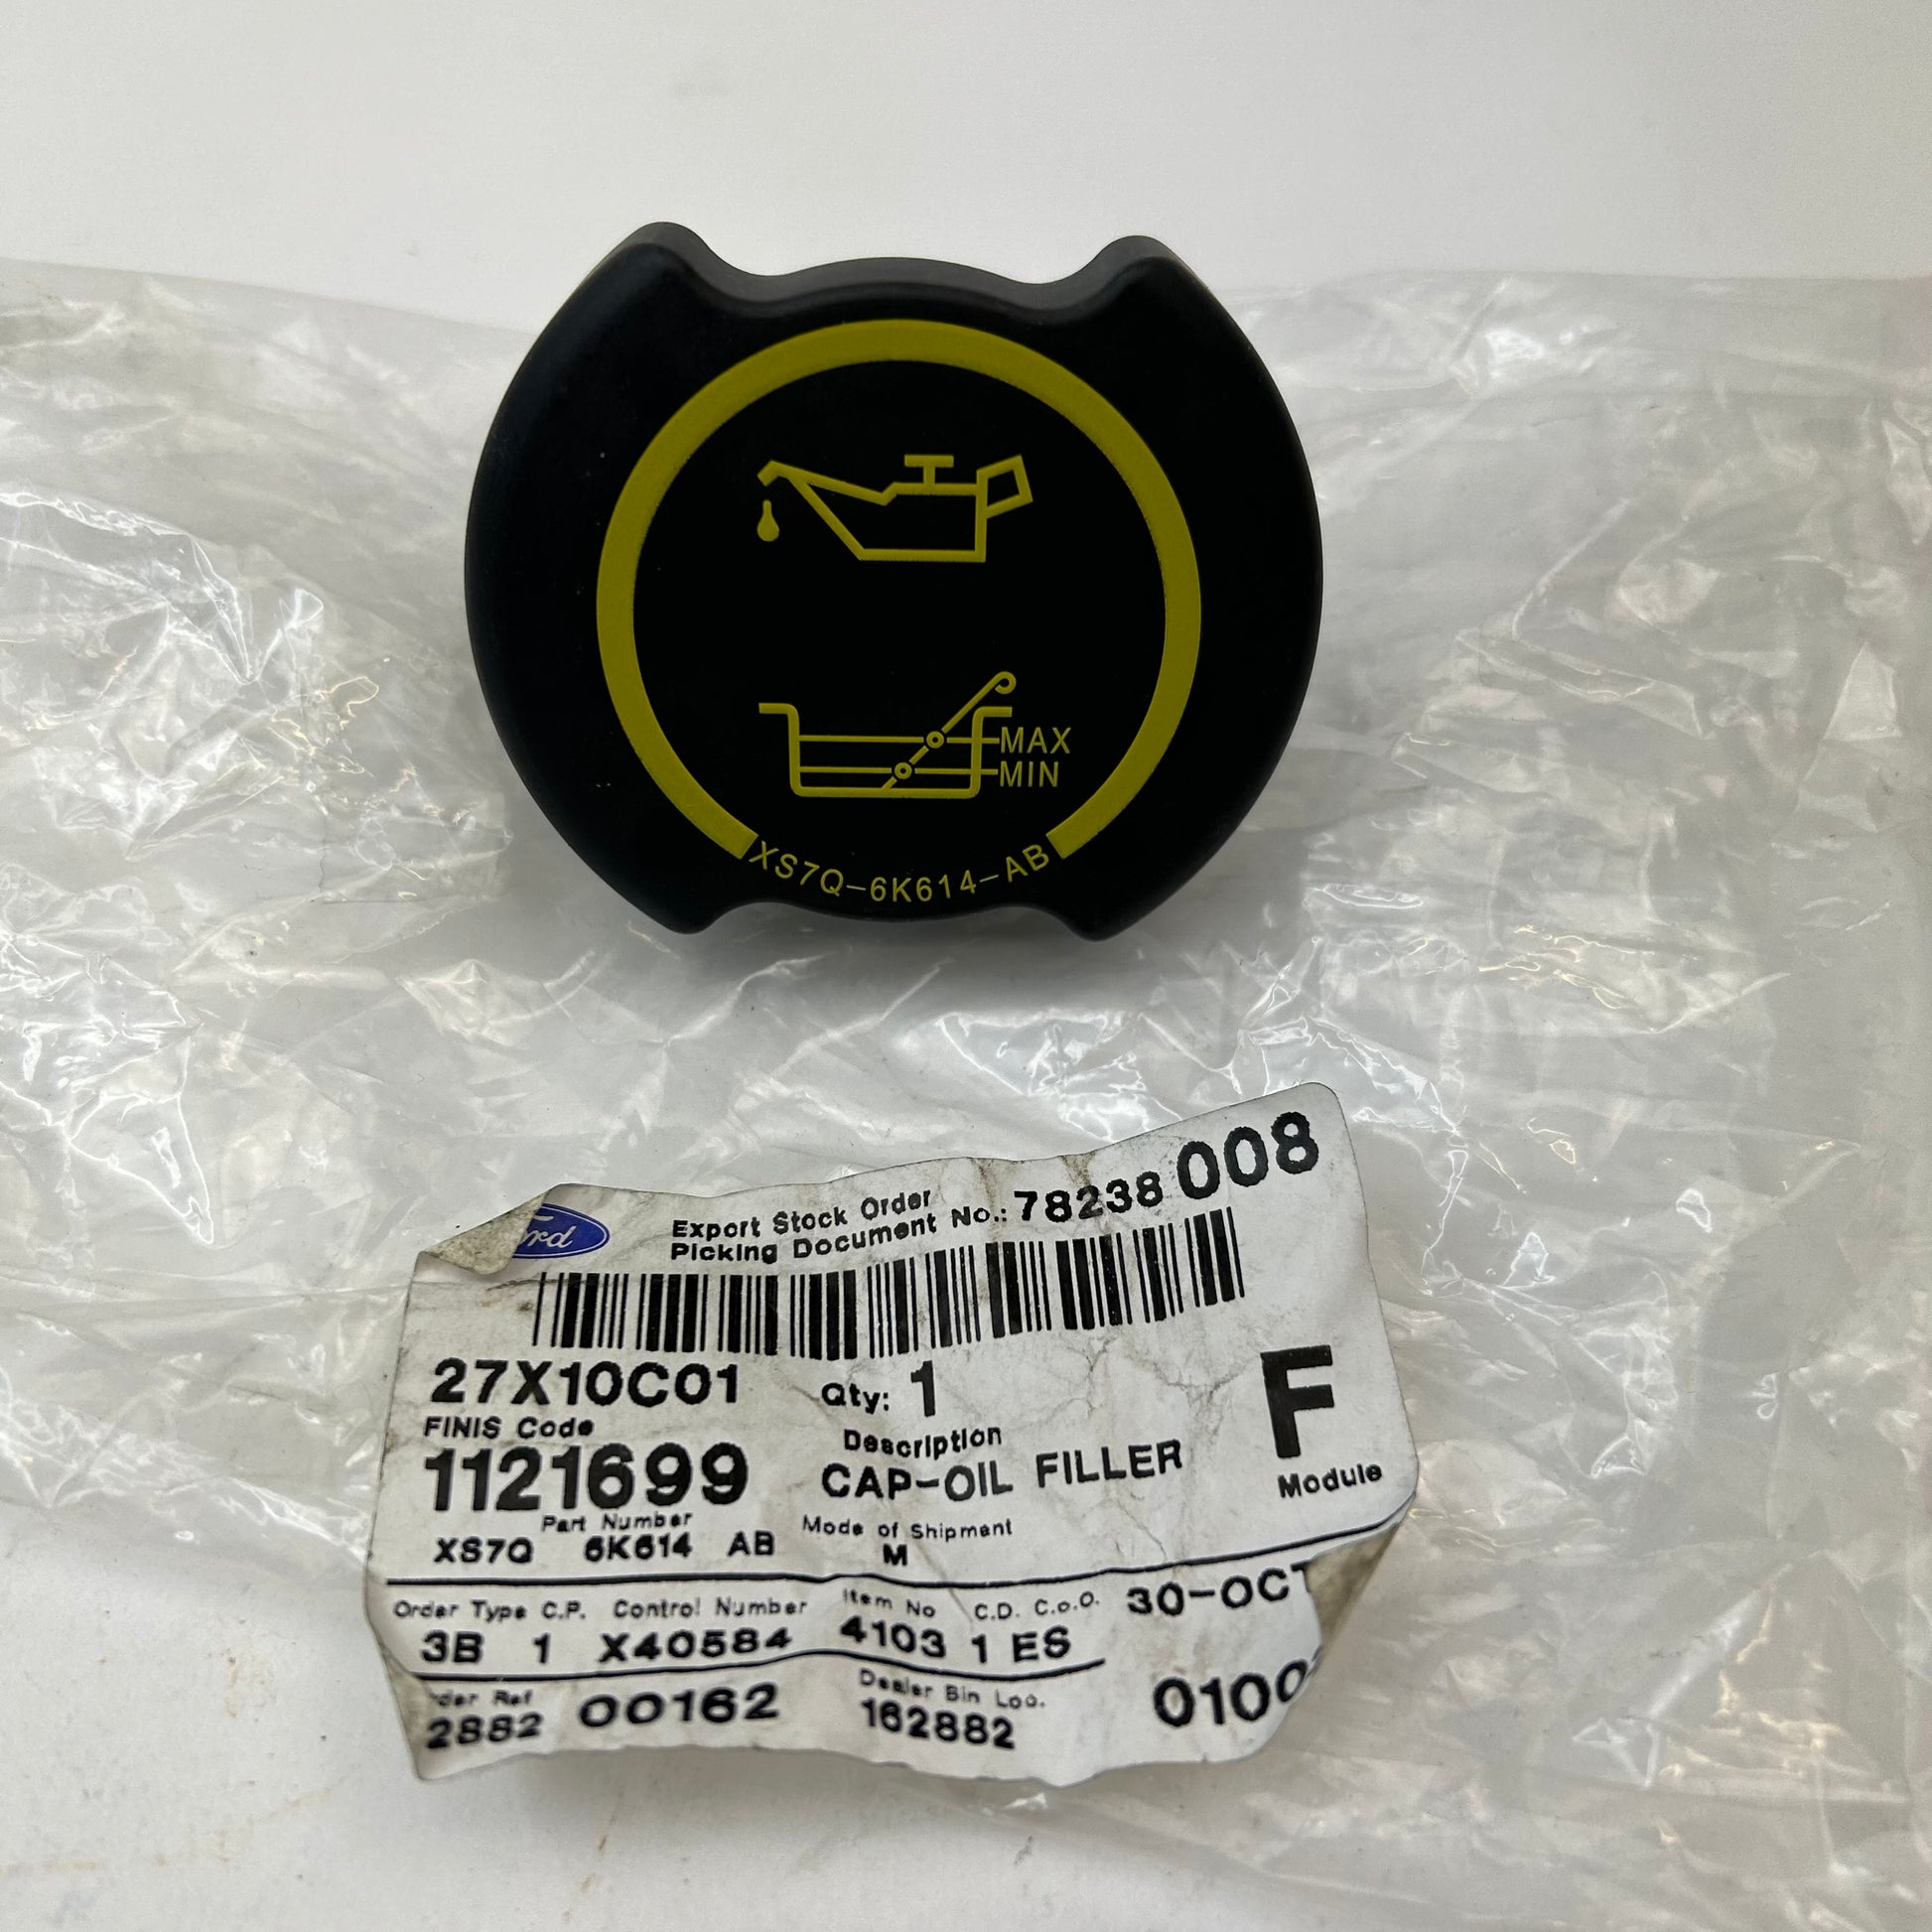 MAX
MIN
XS7Q-6K614-AB
Export Stock Order
Picking Document No.: 78238 008
27X10C01 Qty: 1
FINIS Code Description F
1121699 CAP-OIL FILLER Module
Part Number Mode of Shipment
XS7Q 6K614 AB M
Order Type C.P. Control Number Item No C.D. C.o.O. 30-OCT
3B 1 X40584 4103 1 ES
Ref Dealer Bin Loc.
2882 00162 162882 0100